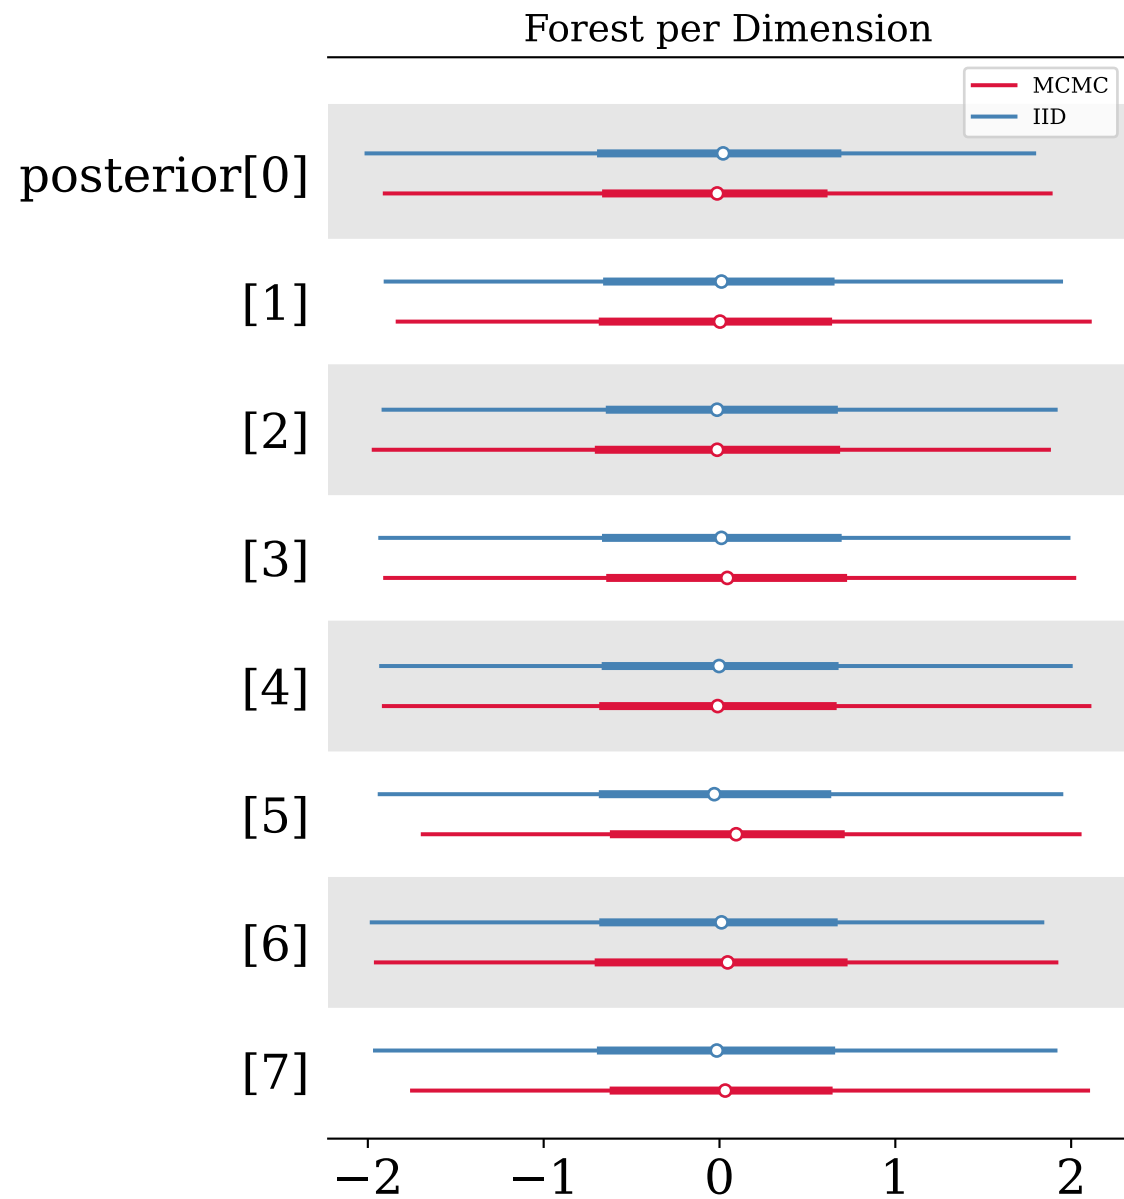 Forest per Dimension
MCMC
IID
posterior[0]
[1]
[2]
[3]
[4]
[5]
[6]
[7]
−2 −1 0 1 2